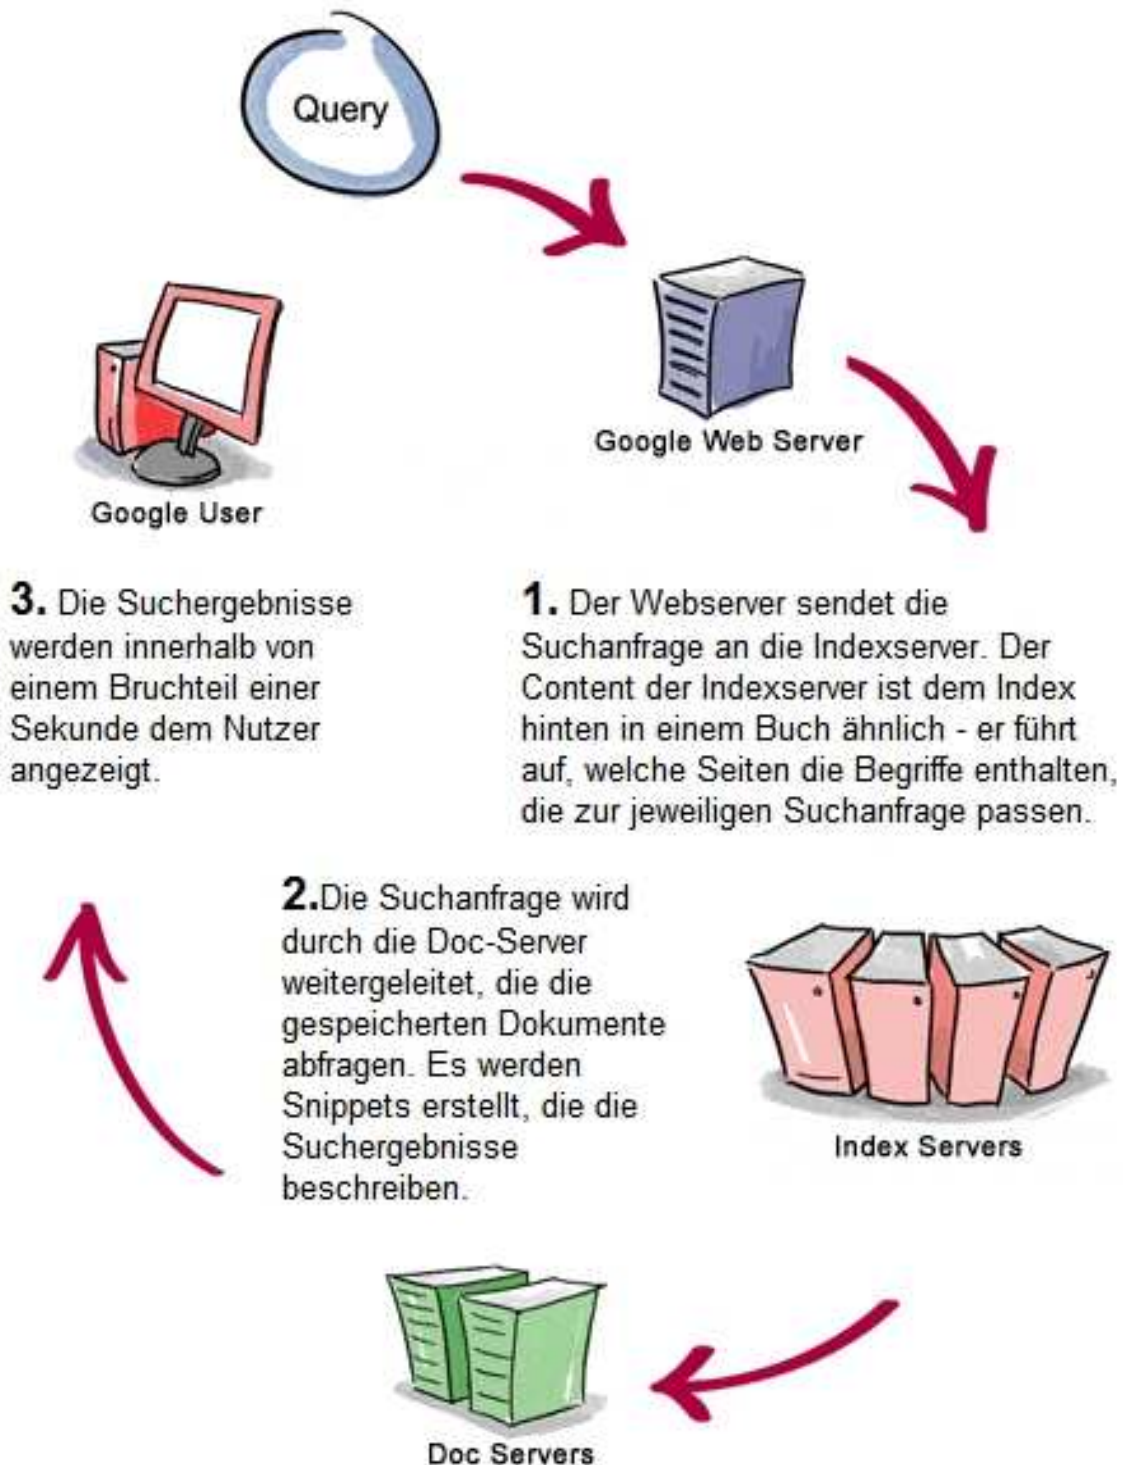 Query
Google Web Server
Google User
3. Die Suchergebnisse
werden innerhalb von
einem Bruchteil einer
Sekunde dem Nutzer
angezeigt.
1. Der Webserver sendet die
Suchanfrage an die Indexserver. Der
Content der Indexserver ist dem Index
hinten in einem Buch ähnlich - er führt
auf, welche Seiten die Begriffe enthalten,
die zur jeweiligen Suchanfrage passen.
2.Die Suchanfrage wird
durch die Doc-Server
weitergeleitet, die die
gespeicherten Dokumente
abfragen. Es werden
Snippets erstellt, die die
Suchergebnisse
beschreiben.
Index Servers
Doc Servers